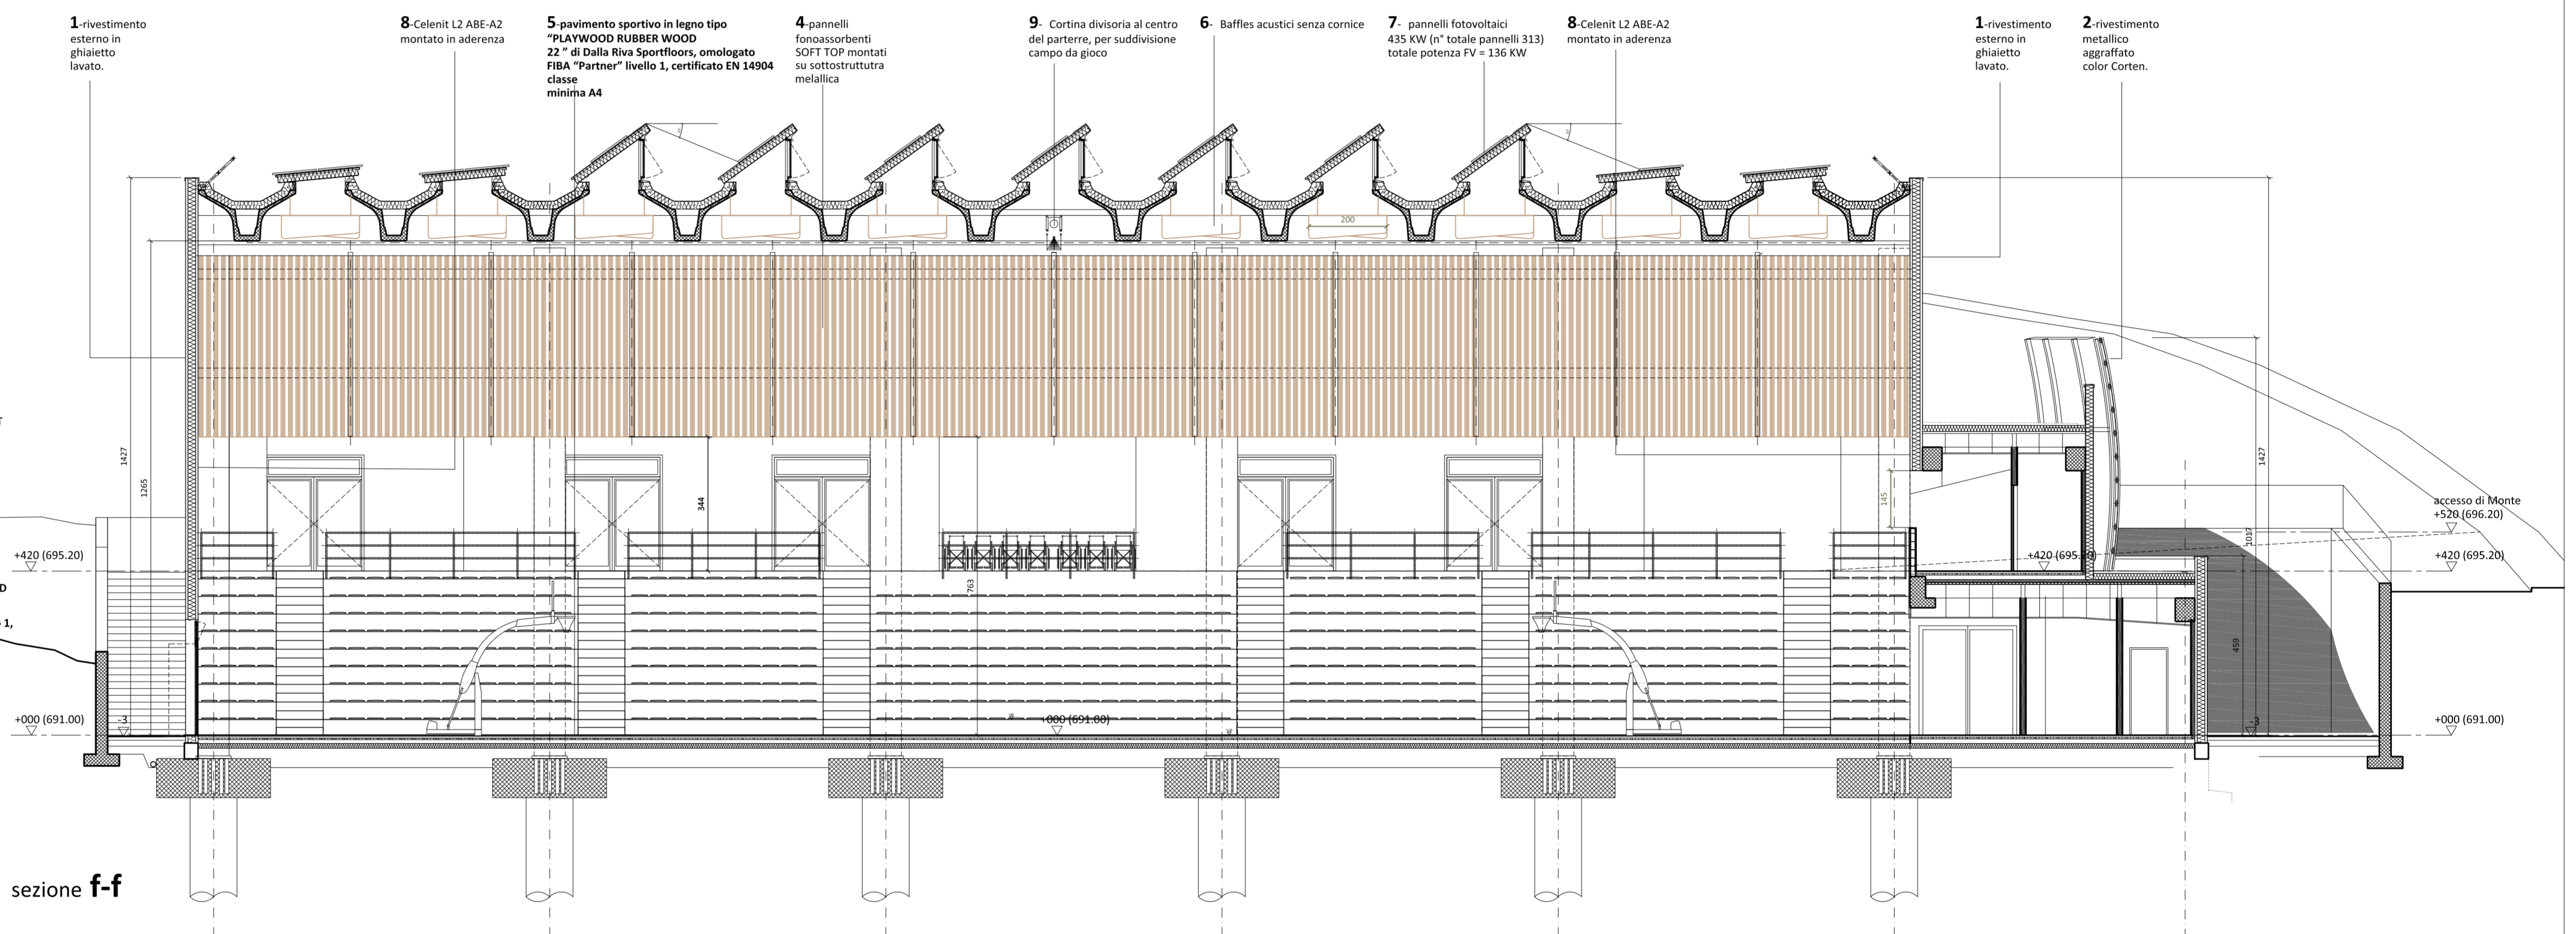 1-rivestimento
esterno in
ghiaietto
lavato.
8-Celenit L2 ABE-A2
montato in aderenza
5-pavimento sportivo in legno tipo
“PLAYWOOD RUBBER WOOD
22 ” di Dalla Riva Sportfloors, omologato
FIBA “Partner” livello 1, certificato EN 14904
classe
minima A4
4-pannelli
fonoassorbenti
SOFT TOP montati
su sottostruttutra
melallica
9- Cortina divisoria al centro
del parterre, per suddivisione
campo da gioco
6- Baffles acustici senza cornice
7- pannelli fotovoltaici
435 KW (n° totale pannelli 313)
totale potenza FV = 136 KW
8-Celenit L2 ABE-A2
montato in aderenza
1-rivestimento
esterno in
ghiaietto
lavato.
2-rivestimento
metallico
aggraffato
color Corten.
200
T
1427
1265
344
145
1427
accesso di Monte
+520 (696.20)
1017
+420 (695.20)
+420 (695.20)
+420 (695.20)
D
763
1,
459
+000 (691.00)
-3
+000 (691.00)
-3
+000 (691.00)
sezione f-f